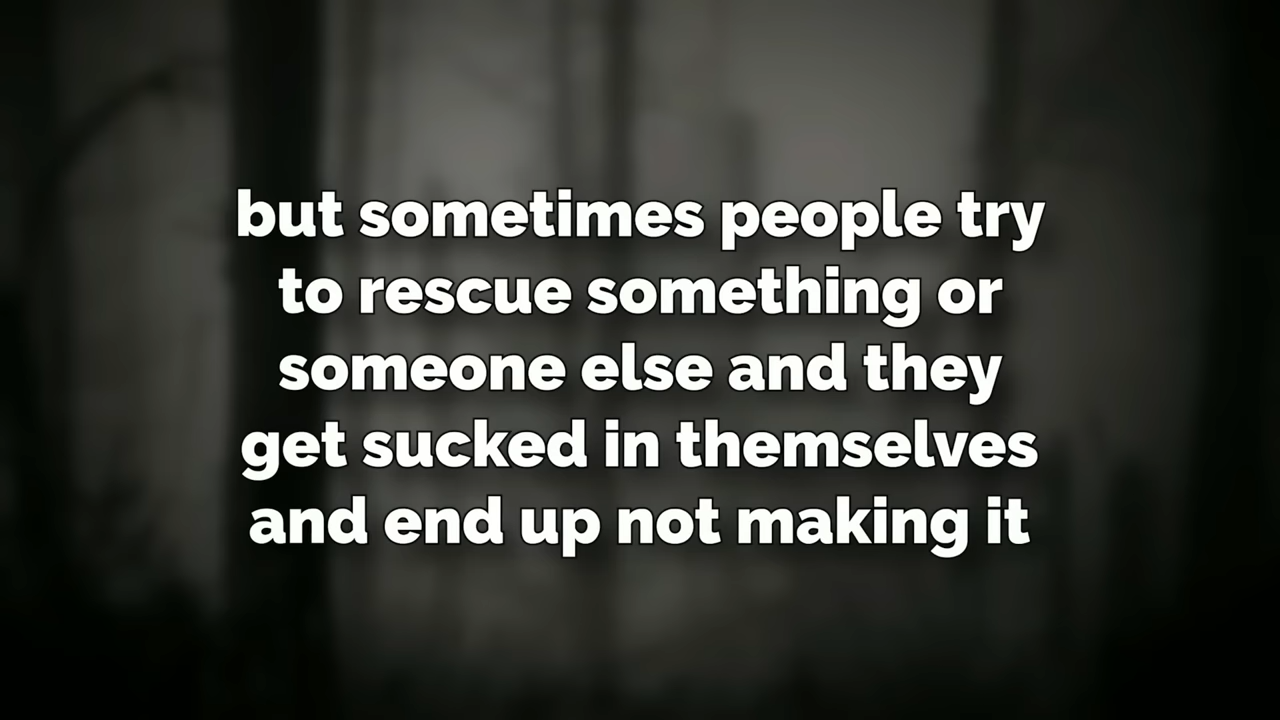 but sometimes people try
to rescue something or
someone else and they
get sucked in themselves
and end up not making it